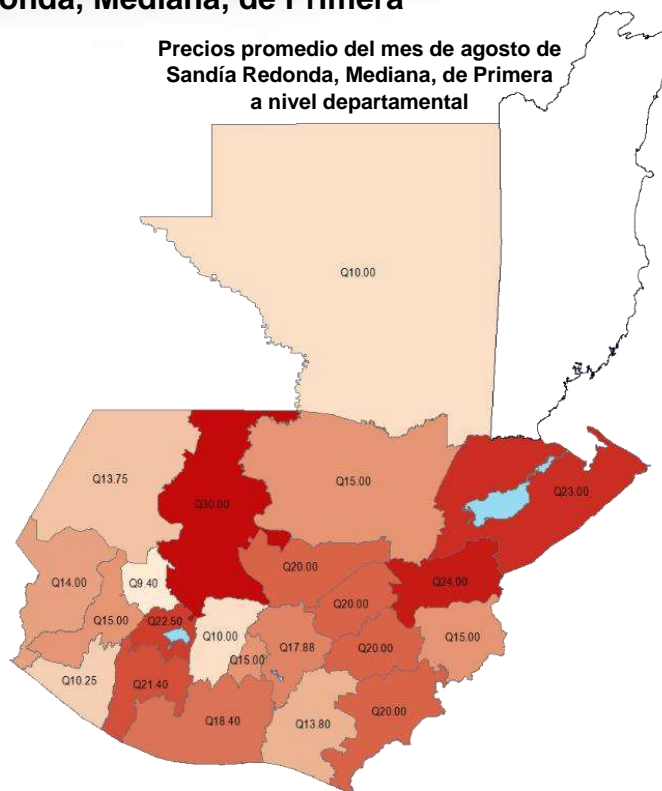 onda, Mediana, de Primera
Precios promedio del mes de agosto de
Sandía Redonda, Mediana, de Primera
a nivel departamental
Q10.00
Q13.75
Q30.00
Q15.00
Q23.00
Q14.00
Q9.40
Q20.00
Q24.00
Q15.00
Q22.50
Q10.00
Q20.00
Q15.00
Q17.88
Q20.00
Q15.00
Q10.25
Q21.40
Q18.40
Q13.80
Q20.00